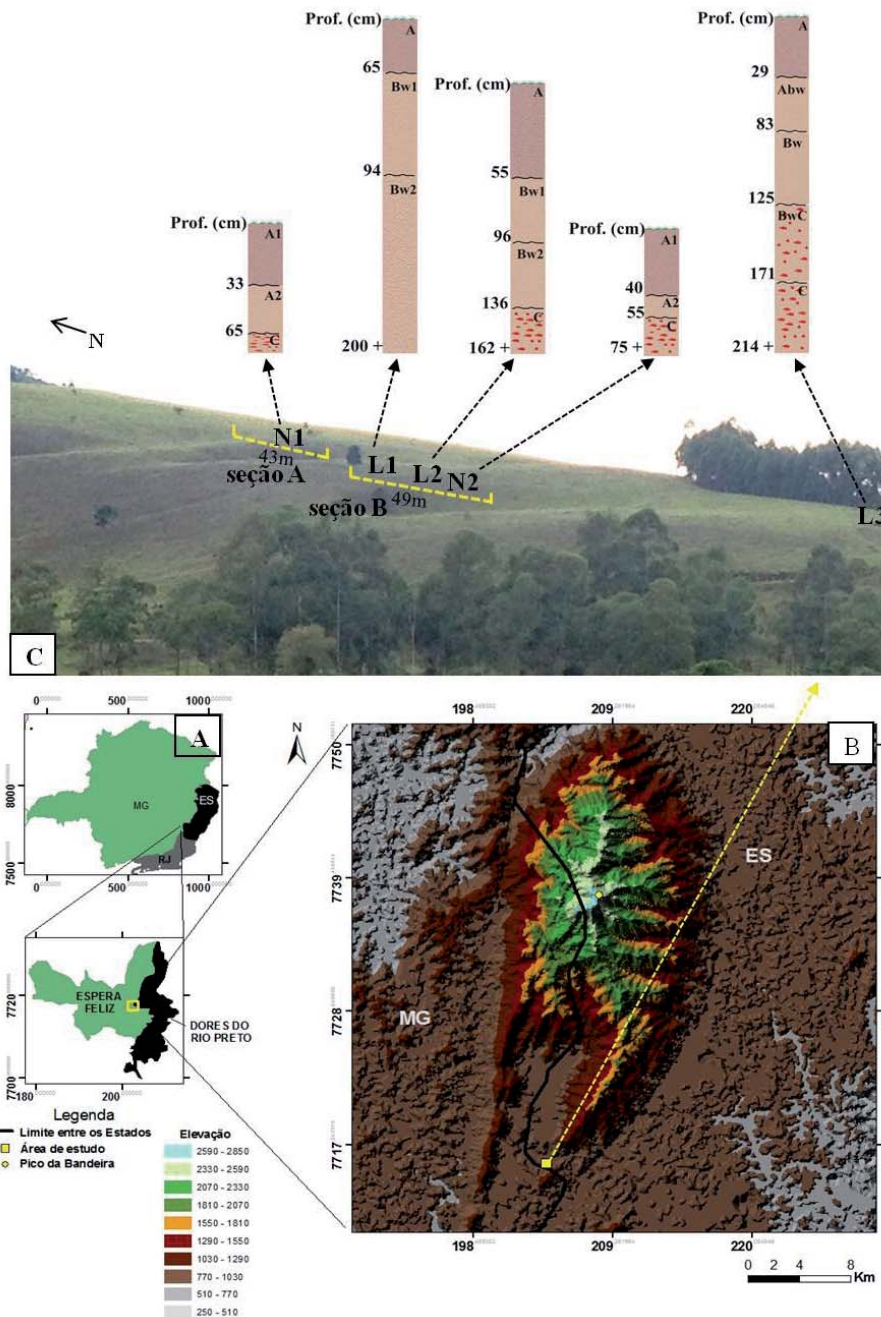 Prof. (cm)
A
65
Bw1
94
Bw2
200 +
Prof. (cm)
A
29
Abw
83
Bw
125
BwC
171
C
214 +
Prof. (cm)
A
55
Bw1
96
Bw2
136
C
162 +
Prof. (cm)
A1
33
A2
65
C
Prof. (cm)
A1
40
A2
55
C
75 +
N
N1
43m
seção A
L1
L2
N2
49m
seção B
L3
C
0
500
1000
A
8000
7500
MG
ES
RJ
0
500
1000
N
7720
7700
ESPERA
FELIZ
DORES DO
RIO PRETO
180
200
Legenda
Limite entre os Estados
Área de estudo
Pico da Bandeira
Elevação
2590 - 2850
2330 - 2590
2070 - 2330
1810 - 2070
1550 - 1810
1290 - 1550
1030 - 1290
770 - 1030
510 - 770
250 - 510
198
209
220
B
7750
7739
7728
7717
ES
MG
198
209
220
0 2 4 8
Km